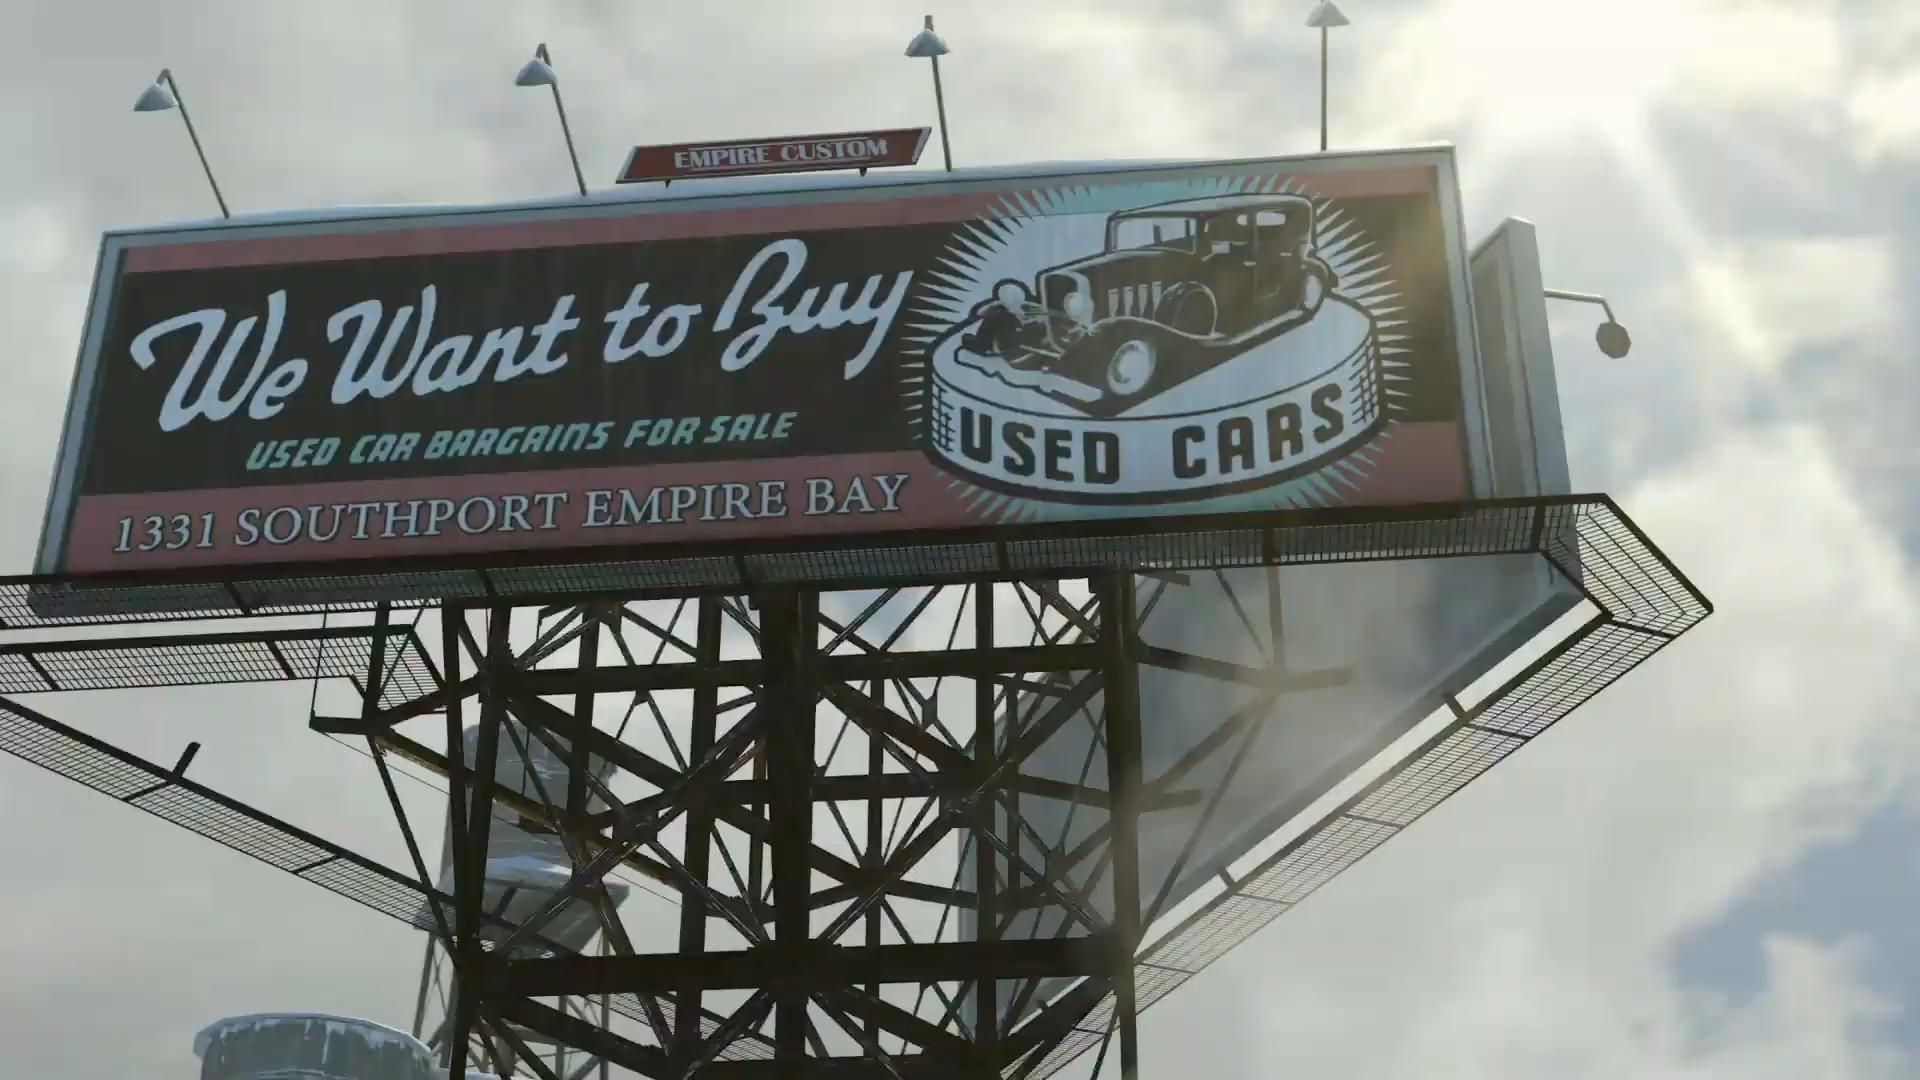 EMPIRE CUSTOM
We Want to Buy
USED CAR BARGAINS FOR SALE
1331 SOUTHPORT EMPIRE BAY
USED CARS